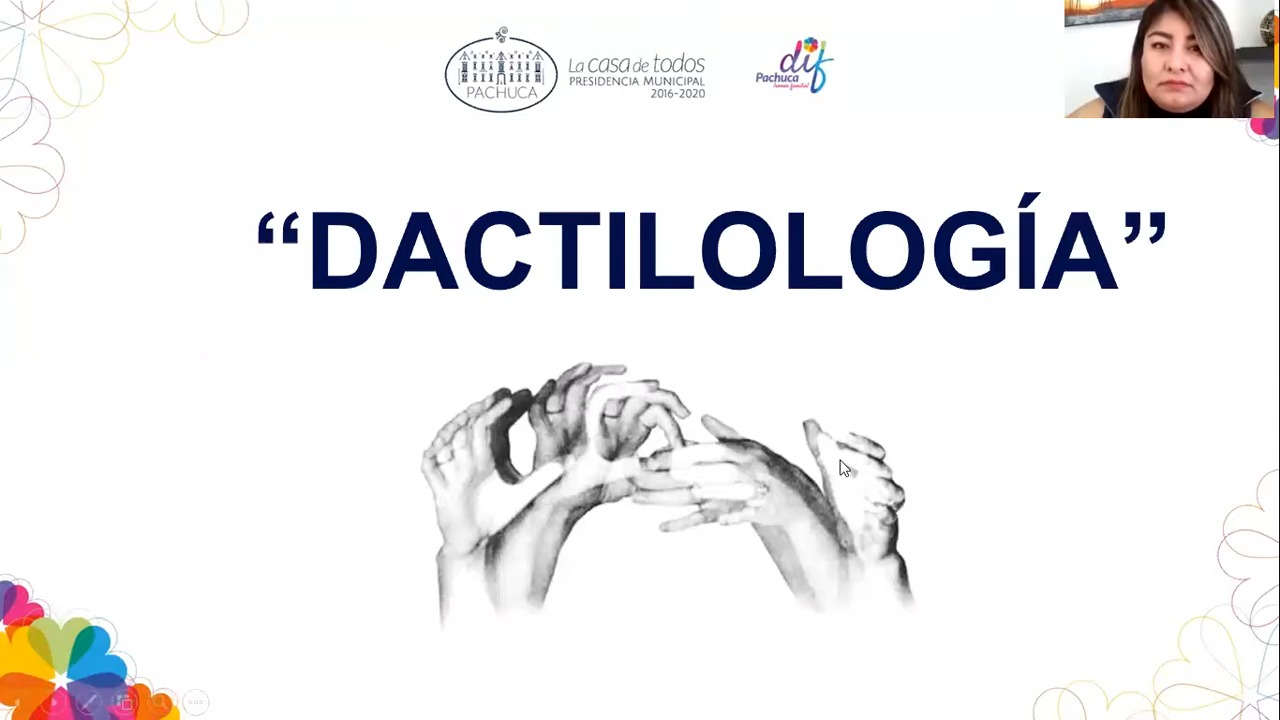 La casa de todos
PRESIDENCIA MUNICIPAL
2016-2020
PACHUCA
dif
Pachuca
“DACTILOLOGÍA”